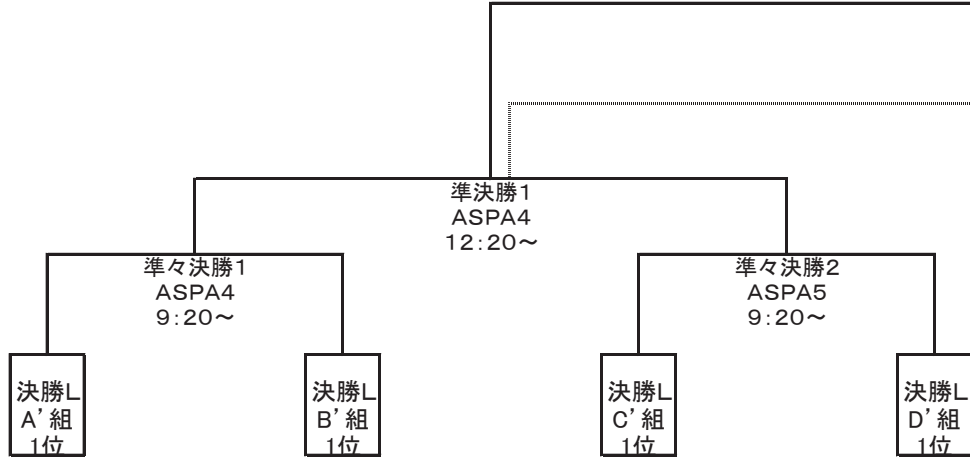 準決勝1
ASPA4
12:20～
準々決勝1
ASPA4
9:20～
準々決勝2
ASPA5
9:20～
決勝L
A’組
1位
決勝L
B’組
1位
決勝L
C’組
1位
決勝L
D’組
1位